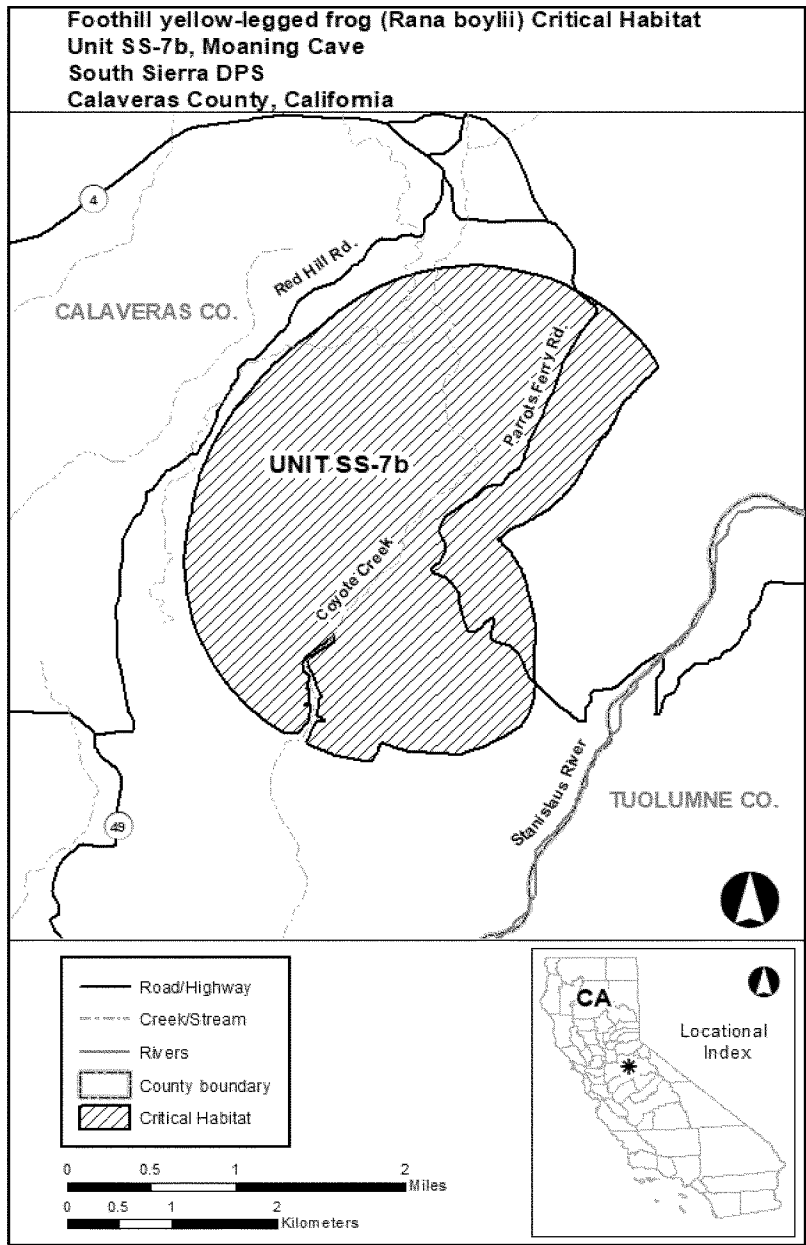 Foothill yellow-legged frog (Rana boylii) Critical Habitat
Unit SS-7b, Moaning Cave
South Sierra DPS
Calaveras County, California
4
Red Hill Rd.
CALAVERAS CO.
Parrots Ferry Rd.
UNIT SS-7b
Coyote Creek
Stanislaus River
TUOLUMNE CO.
49
Road/Highway
Creek/Stream
Rivers
County boundary
Critical Habitat
CA
Locational
Index
0 0.5 1 2
Miles
0 0.5 1 2
Kilometers